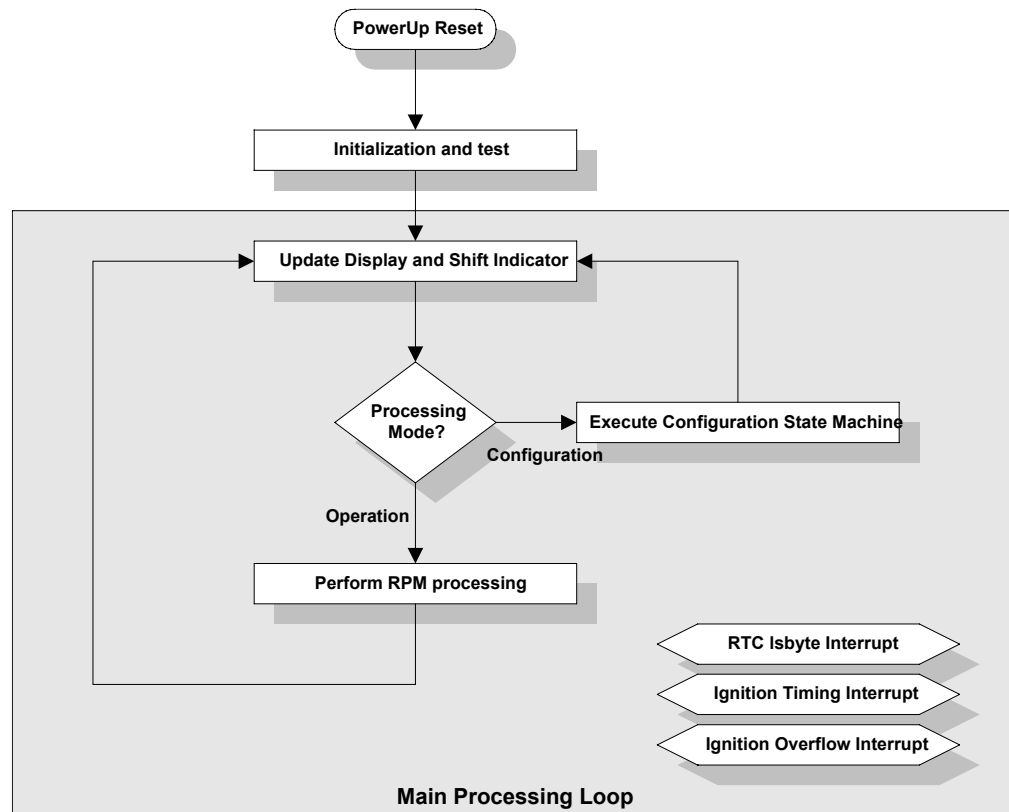 PowerUp Reset
Initialization and test
Update Display and Shift Indicator
Processing
Mode?
Execute Configuration State Machine
Configuration
Operation
Perform RPM processing
RTC lsbyte Interrupt
Ignition Timing Interrupt
Ignition Overflow Interrupt
Main Processing Loop